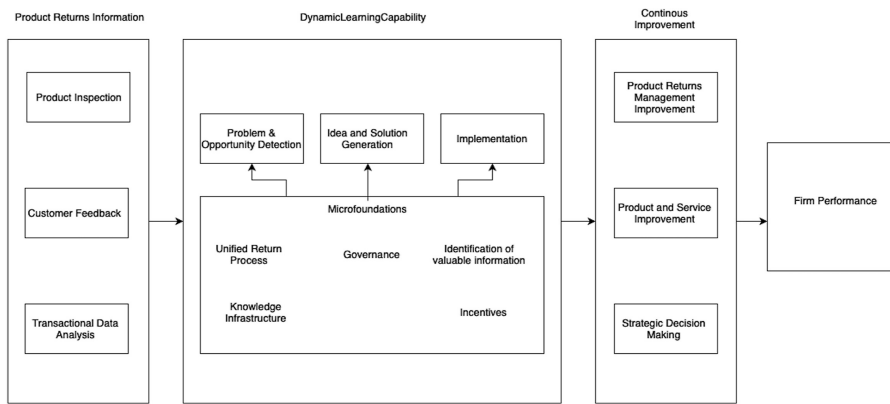 Product Returns Information
DynamicLearningCapability
Continous
Improvement
Product Inspection
Customer Feedback
Transactional Data
Analysis
Problem &
Opportunity Detection
Idea and Solution
Generation
Implementation
Microfoundations
Unified Return
Process
Governance
Identification of
valuable information
Knowledge
Infrastructure
Incentives
Product Returns
Management
Improvement
Product and Service
Improvement
Strategic Decision
Making
Firm Performance